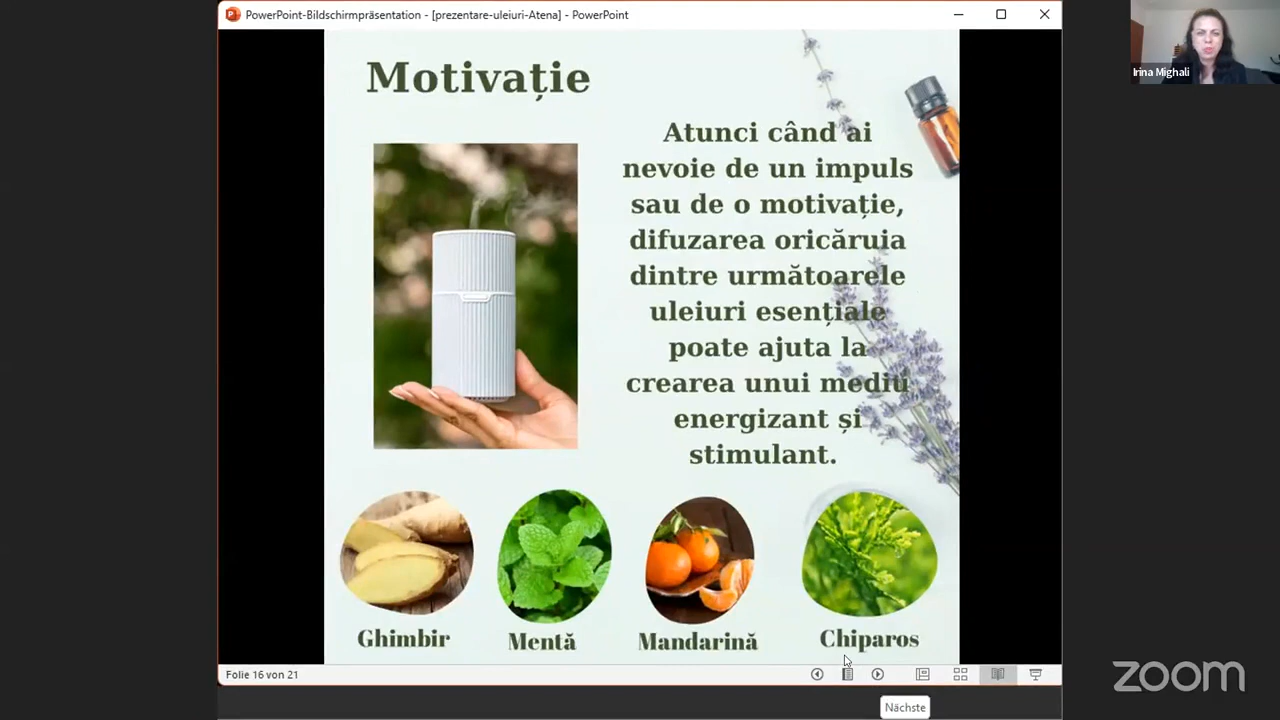 PowerPoint-Bildschirmpräsentation - [prezentare-uleiuri-Atena] - PowerPoint
Irina Mighali
Motivație
Atunci când ai
nevoie de un impuls
sau de o motivație,
difuzarea oricăruia
dintre următoarele
uleiuri esențiale
poate ajuta la
crearea unui mediu
energizant și
stimulant.
Ghimbir
Mentă
Mandarină
Chiparos
Folie 16 von 21
Nächste
zoom